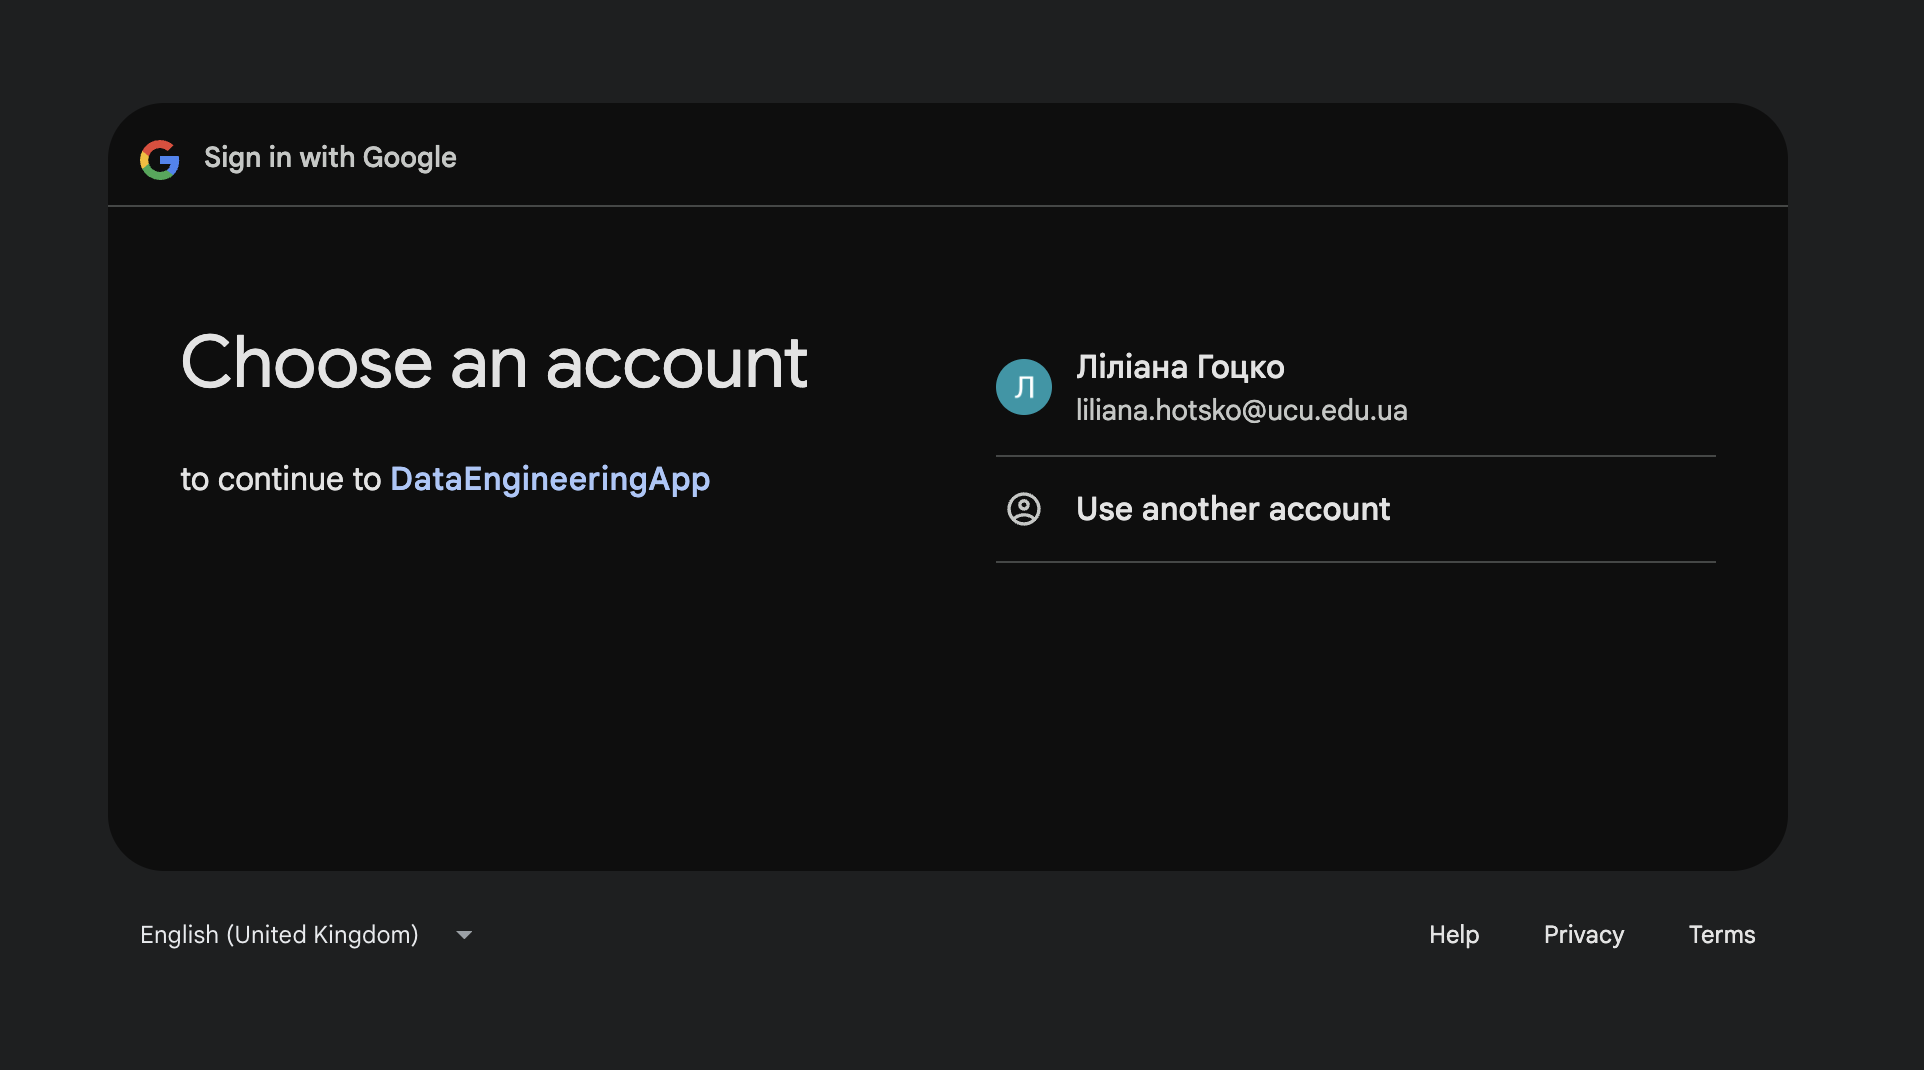 Sign in with Google
Choose an account
to continue to DataEngineeringApp
Л
Ліліана Гоцко
liliana.hotsko@ucu.edu.ua
Use another account
English (United Kingdom)
Help
Privacy
Terms